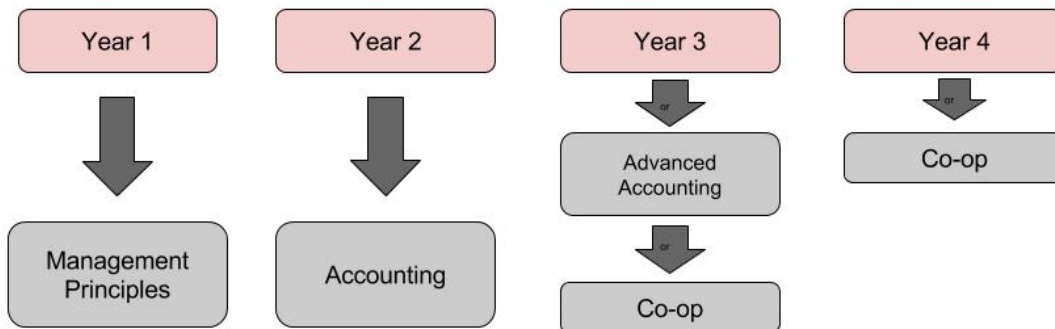 Year 1
Year 2
Year 3
Year 4
or
or
Advanced
Accounting
Co-op
Management
Principles
Accounting
or
Co-op